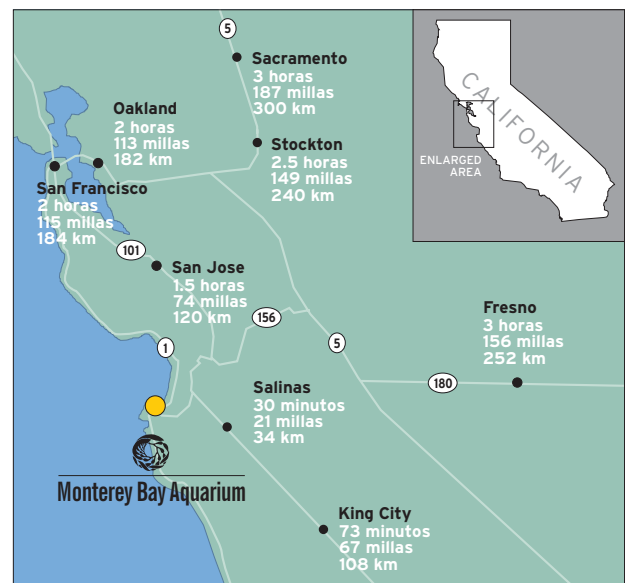 5
Sacramento
3 horas
187 millas
300 km
CALIFORNIA
ENLARGED
AREA
Oakland
2 horas
113 millas
182 km
Stockton
2.5 horas
149 millas
240 km
San Francisco
2 horas
115 millas
184 km
101
San Jose
1.5 horas
74 millas
120 km
156
Fresno
3 horas
156 millas
252 km
1
5
180
Salinas
30 minutos
21 millas
34 km
Monterey Bay Aquarium
King City
73 minutos
67 millas
108 km